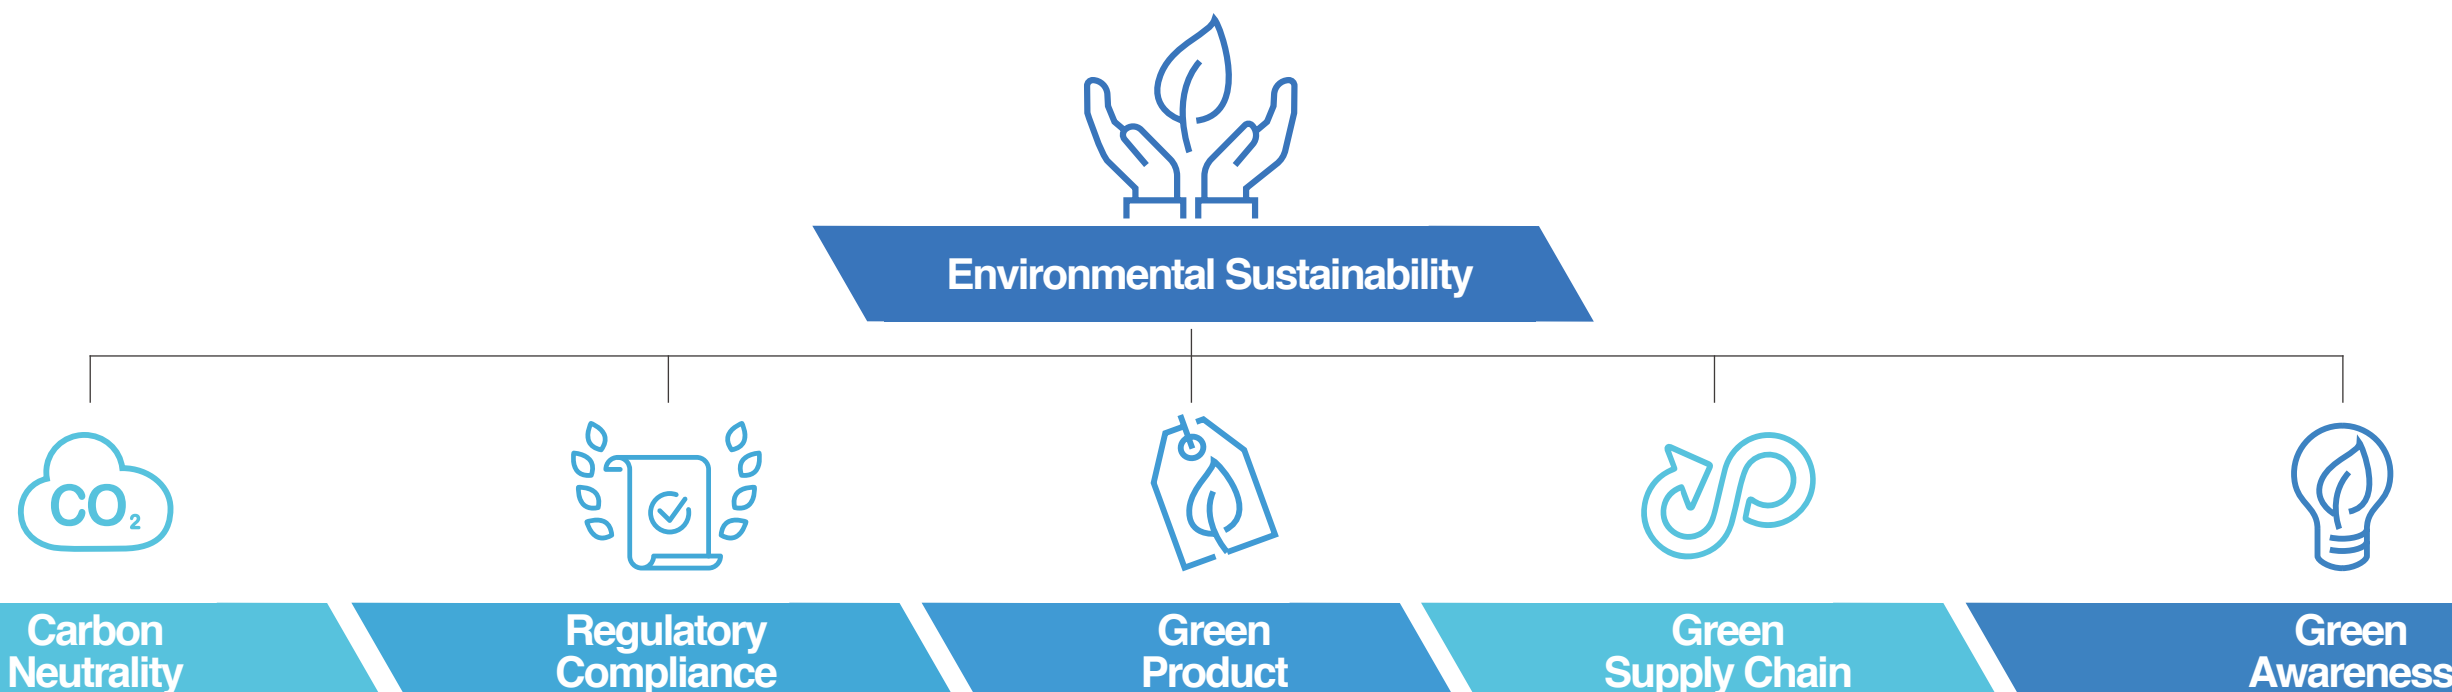 Environmental Sustainability
CO₂
Carbon
Neutrality
Regulatory
Compliance
Green
Product
Green
Supply Chain
Green
Awareness